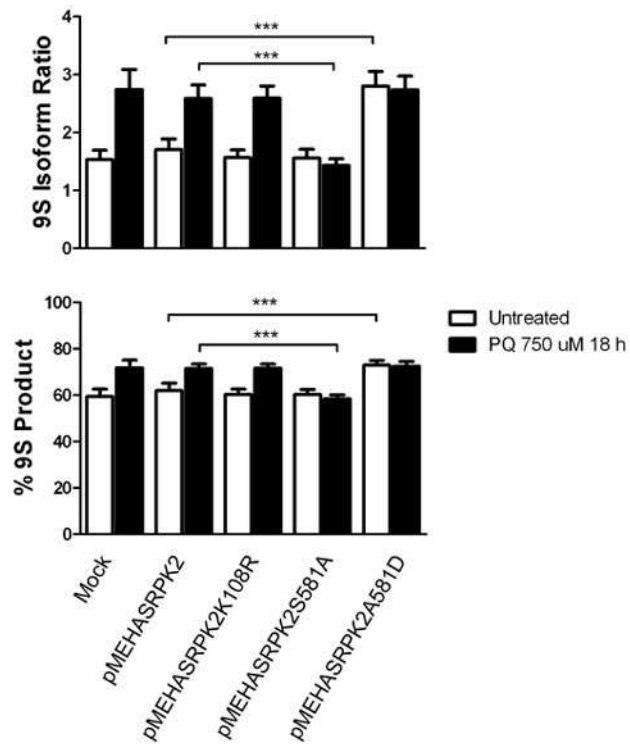 4
3
2
1
0
9S Isoform Ratio
***
***
100
80
60
40
20
0
% 9S Product
***
***
Untreated
PQ 750 uM 18 h
Mock
pMEHASRPK2
pMEHASRPK2K108R
pMEHASRPK2S581A
pMEHASRPK2A581D